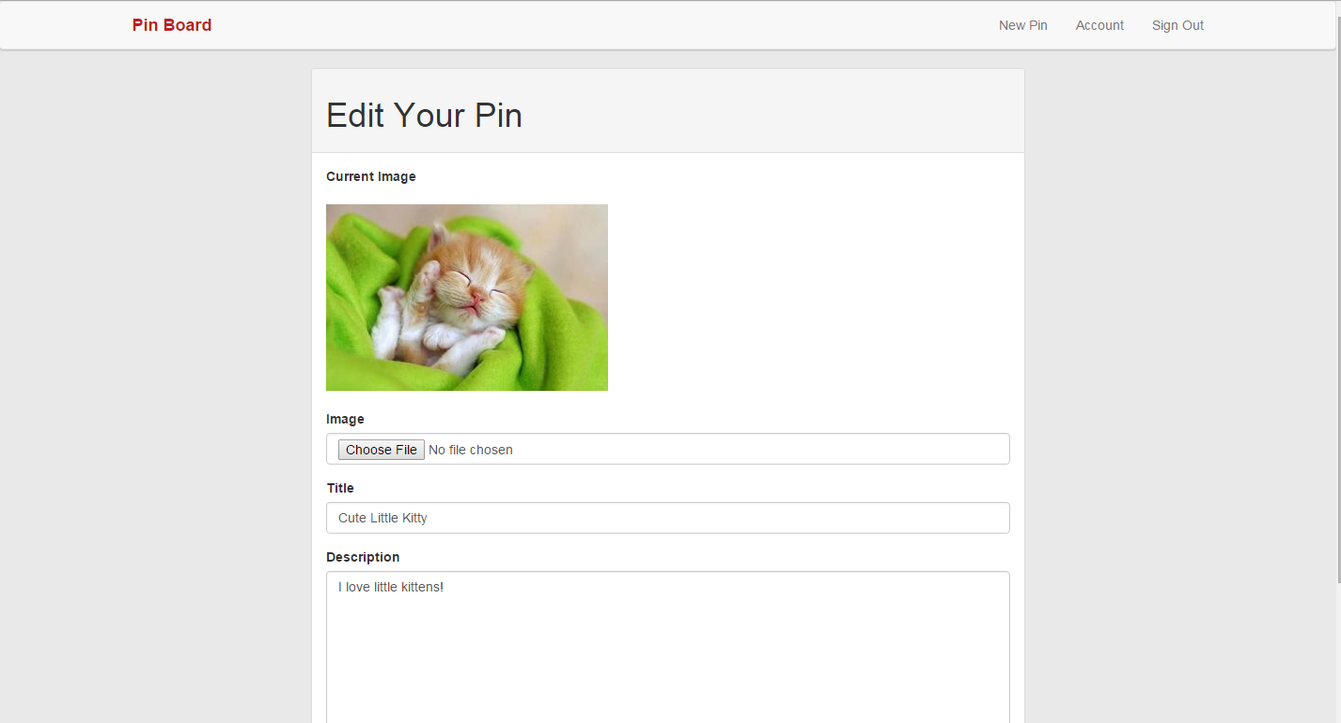 Pin Board New Pin Account Sign Out
Edit Your Pin
Current Image
Image
Choose File No file chosen
Title
Cute Little Kitty
Description
I love little kittens!